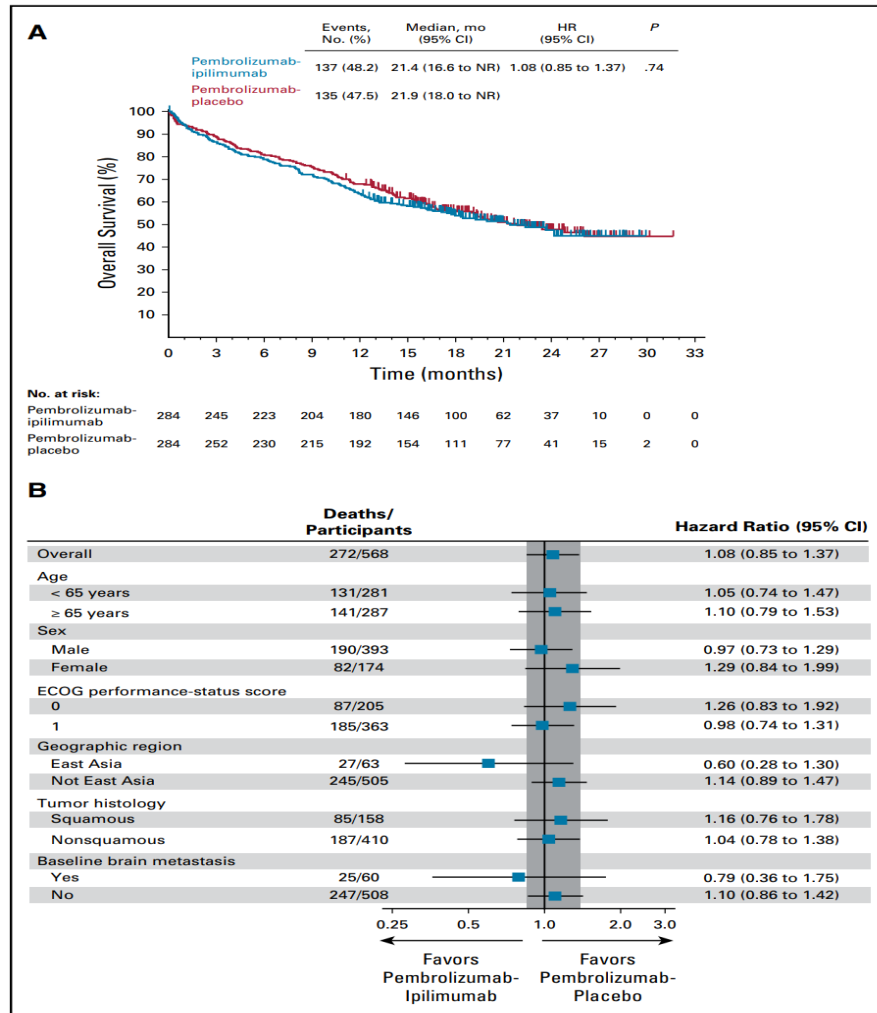 A
Events, No. (%) Median, mo (95% CI) HR (95% CI) P
Pembrolizumab-ipilimumab 137 (48.2) 21.4 (16.6 to NR) 1.08 (0.85 to 1.37) .74
Pembrolizumab-placebo 135 (47.5) 21.9 (18.0 to NR)
Overall Survival (%)
100
90
80
70
60
50
40
30
20
10
0 3 6 9 12 15 18 21 24 27 30 33
Time (months)
No. at risk:
Pembrolizumab-ipilimumab 284 245 223 204 180 146 100 62 37 10 0 0
Pembrolizumab-placebo 284 252 230 215 192 154 111 77 41 15 2 0
B
Deaths/Participants Hazard Ratio (95% CI)
Overall 272/568 1.08 (0.85 to 1.37)
Age
< 65 years 131/281 1.05 (0.74 to 1.47)
≥ 65 years 141/287 1.10 (0.79 to 1.53)
Sex
Male 190/393 0.97 (0.73 to 1.29)
Female 82/174 1.29 (0.84 to 1.99)
ECOG performance-status score
0 87/205 1.26 (0.83 to 1.92)
1 185/363 0.98 (0.74 to 1.31)
Geographic region
East Asia 27/63 0.60 (0.28 to 1.30)
Not East Asia 245/505 1.14 (0.89 to 1.47)
Tumor histology
Squamous 85/158 1.16 (0.76 to 1.78)
Nonsquamous 187/410 1.04 (0.78 to 1.38)
Baseline brain metastasis
Yes 25/60 0.79 (0.36 to 1.75)
No 247/508 1.10 (0.86 to 1.42)
0.25 0.5 1.0 2.0 3.0
Favors Pembrolizumab-Ipilimumab
Favors Pembrolizumab-Placebo